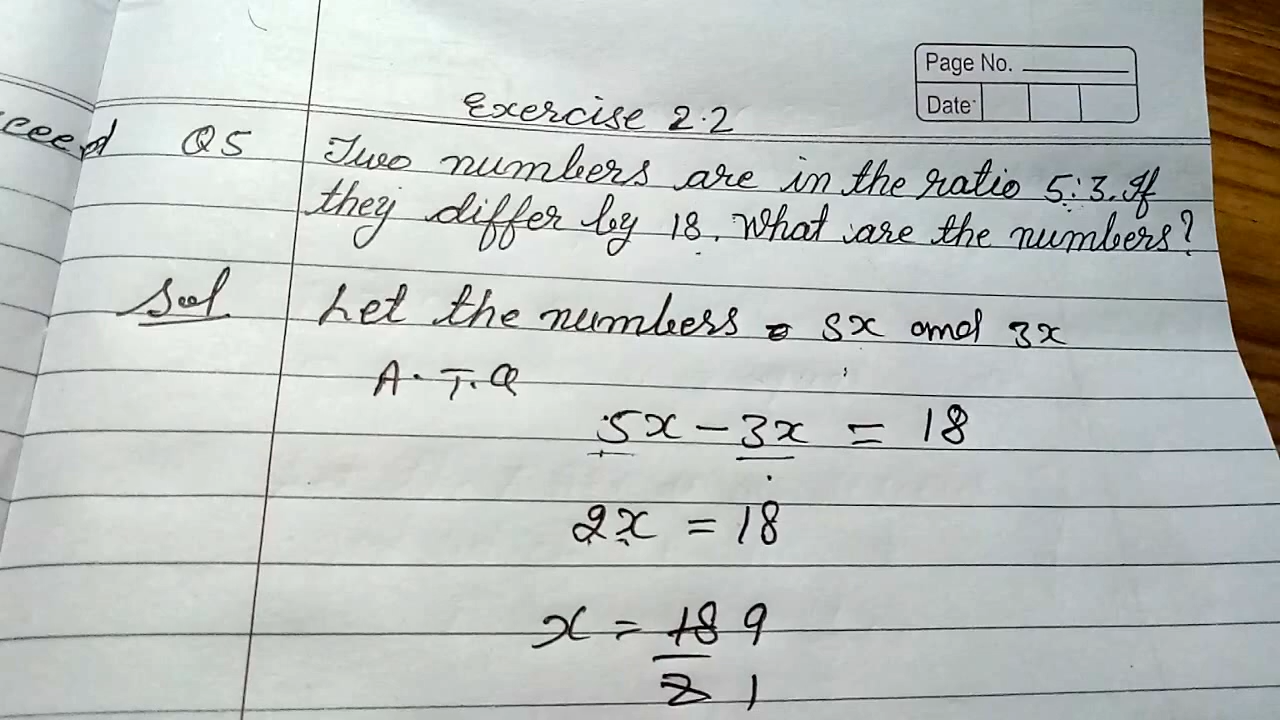 Page No.
Date
Exercise 2.2
ceed Q5 Two numbers are in the ratio 5:3. If
they differ by 18. What are the numbers?
Sol Let the numbers = 5x and 3x
A.T.Q
5x - 3x = 18
2x = 18
x = 18 9
2 1